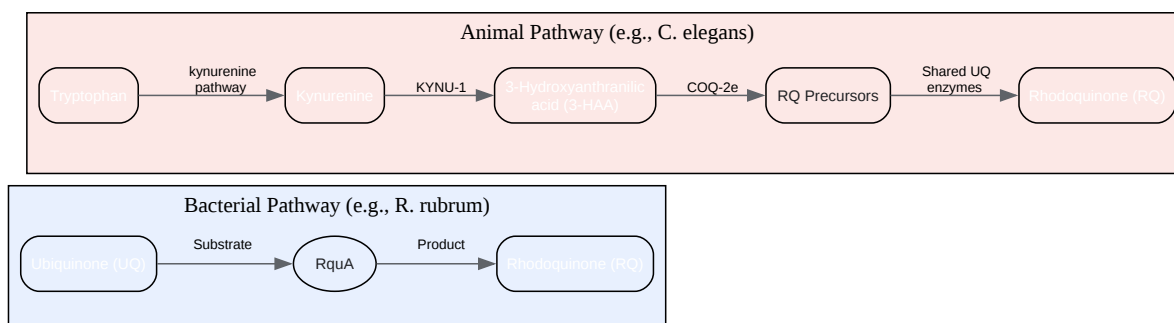 Animal Pathway (e.g., C. elegans)
Tryptophan
kynurenine
pathway
Kynurenine
KYNU-1
3-Hydroxyanthranilic
acid (3-HAA)
COQ-2e
RQ Precursors
Shared UQ
enzymes
Rhodoquinone (RQ)
Bacterial Pathway (e.g., R. rubrum)
Ubiquinone (UQ)
Substrate
RquA
Product
Rhodoquinone (RQ)